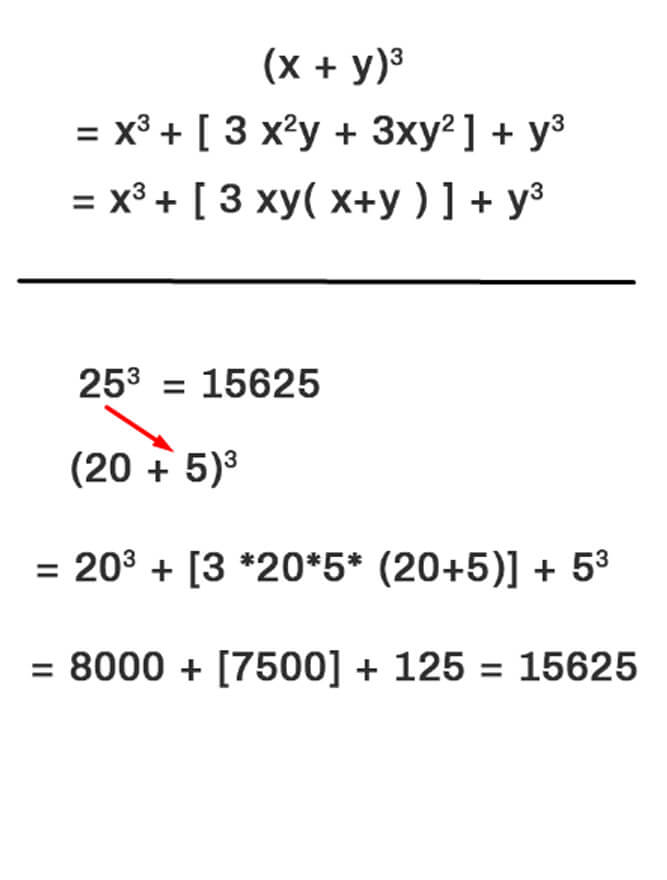 (x + y)³
= x³ + [ 3 x²y + 3xy² ] + y³
= x³ + [ 3 xy( x+y ) ] + y³
25³ = 15625
(20 + 5)³
= 20³ + [3 *20*5* (20+5)] + 5³
= 8000 + [7500] + 125 = 15625